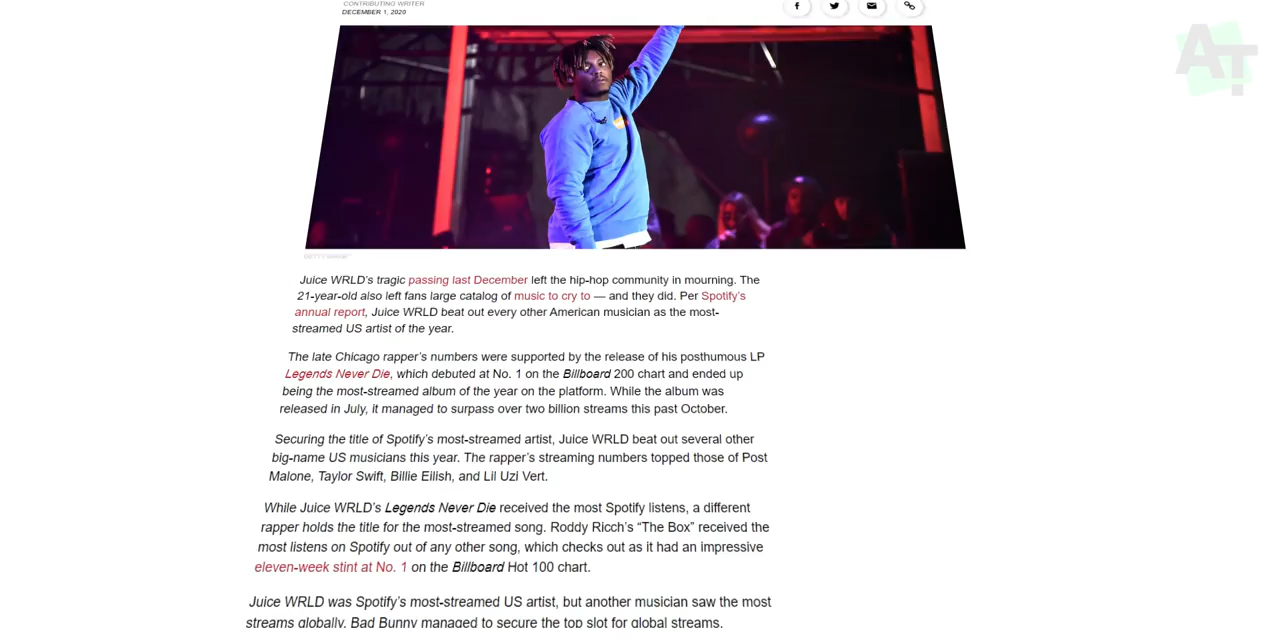 CONTRIBUTING WRITER
DECEMBER 1, 2020
AT
Juice WRLD's tragic passing last December left the hip-hop community in mourning. The
21-year-old also left fans large catalog of music to cry to — and they did. Per Spotify's
annual report, Juice WRLD beat out every other American musician as the most-
streamed US artist of the year.
The late Chicago rapper's numbers were supported by the release of his posthumous LP
Legends Never Die, which debuted at No. 1 on the Billboard 200 chart and ended up
being the most-streamed album of the year on the platform. While the album was
released in July, it managed to surpass over two billion streams this past October.
Securing the title of Spotify's most-streamed artist, Juice WRLD beat out several other
big-name US musicians this year. The rapper's streaming numbers topped those of Post
Malone, Taylor Swift, Billie Eilish, and Lil Uzi Vert.
While Juice WRLD's Legends Never Die received the most Spotify listens, a different
rapper holds the title for the most-streamed song. Roddy Ricch's “The Box” received the
most listens on Spotify out of any other song, which checks out as it had an impressive
eleven-week stint at No. 1 on the Billboard Hot 100 chart.
Juice WRLD was Spotify's most-streamed US artist, but another musician saw the most
streams globally. Bad Bunny managed to secure the top slot for global streams.